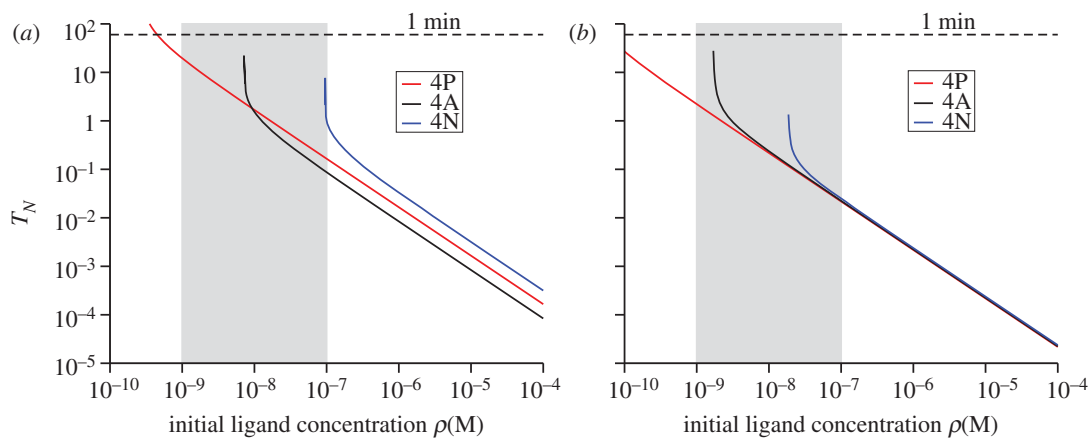 (a)
1 min
10²
10
1
10⁻¹
10⁻²
10⁻³
10⁻⁴
10⁻⁵
T_N
4P
4A
4N
10⁻¹⁰ 10⁻⁹ 10⁻⁸ 10⁻⁷ 10⁻⁶ 10⁻⁵ 10⁻⁴
initial ligand concentration ρ(M)
(b)
1 min
4P
4A
4N
10⁻¹⁰ 10⁻⁹ 10⁻⁸ 10⁻⁷ 10⁻⁶ 10⁻⁵ 10⁻⁴
initial ligand concentration ρ(M)